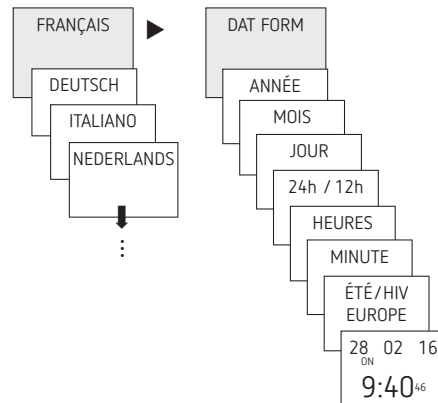 FRANÇAIS
DEUTSCH
ITALIANO
NEDERLANDS
DAT FORM
ANNÉE
MOIS
JOUR
24h / 12h
HEURES
MINUTE
ÉTÉ/HIV
EUROPE
28 02 16
ON
9:40 46